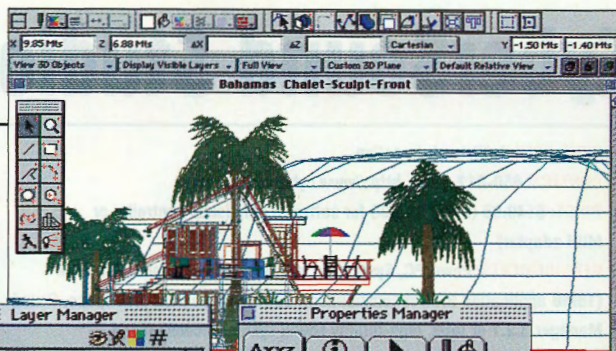 x 9.85 Mts z 6.88 Mts ΔX ΔZ Cartesian Y -1.50 Mts -1.40 Mts
View 3D Objects Display Visible Layers Full View Custom 3D Plane Default Relative View
Bahamas Chalet-Sculpt-Front
Layer Manager
Properties Manager
#